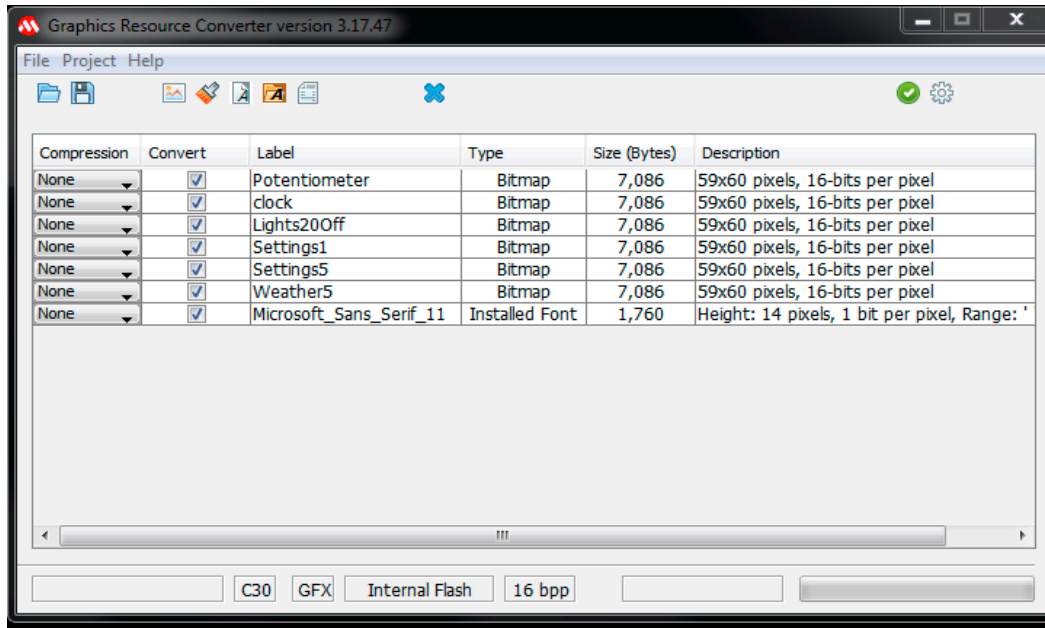 Graphics Resource Converter version 3.17.47
File Project Help
Compression Convert Label Type Size (Bytes) Description
None Potentiometer Bitmap 7,086 59x60 pixels, 16-bits per pixel
None clock Bitmap 7,086 59x60 pixels, 16-bits per pixel
None Lights20Off Bitmap 7,086 59x60 pixels, 16-bits per pixel
None Settings1 Bitmap 7,086 59x60 pixels, 16-bits per pixel
None Settings5 Bitmap 7,086 59x60 pixels, 16-bits per pixel
None Weather5 Bitmap 7,086 59x60 pixels, 16-bits per pixel
None Microsoft_Sans_Serif_11 Installed Font 1,760 Height: 14 pixels, 1 bit per pixel, Range: '
C30 GFX Internal Flash 16 bpp